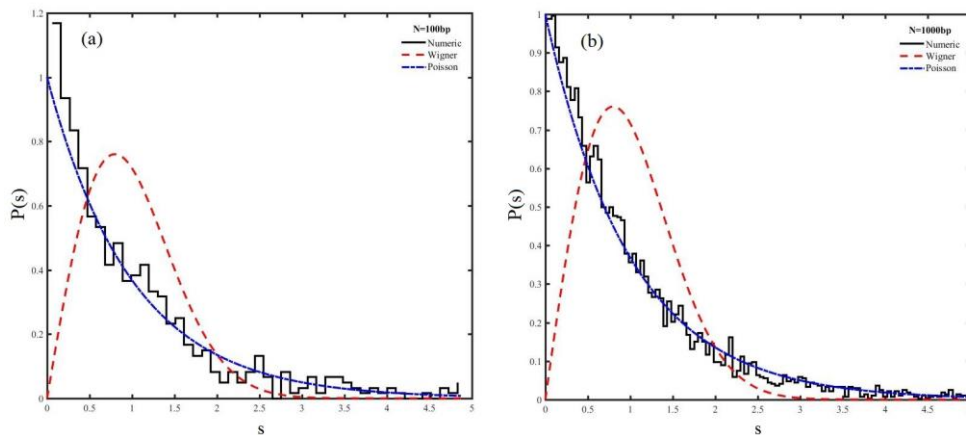 (a)
N=100bp
Numeric
Wigner
Poisson
P(s)
1.2
1
0.8
0.6
0.4
0.2
0
0 0.5 1 1.5 2 2.5 3 3.5 4 4.5 5
s
(b)
N=1000bp
Numeric
Wigner
Poisson
P(s)
1
0.9
0.8
0.7
0.6
0.5
0.4
0.3
0.2
0.1
0
0 0.5 1 1.5 2 2.5 3 3.5 4 4.5
s